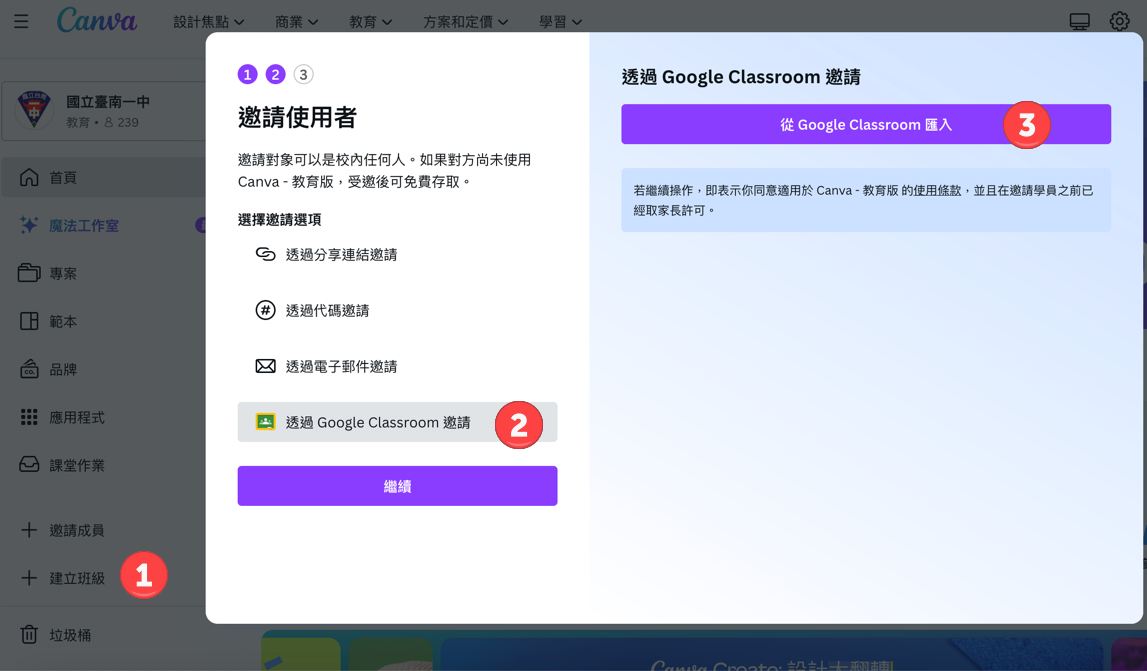 Canva
設計焦點
商業
教育
方案和定價
學習
國立臺南一中
教育 • 239
首頁
魔法工作室
專案
範本
品牌
應用程式
課堂作業
邀請成員
建立班級
1
垃圾桶
1 2 3
邀請使用者
邀請對象可以是校內任何人。如果對方尚未使用
Canva - 教育版，受邀後可免費存取。
選擇邀請選項
透過分享連結邀請
# 透過代碼邀請
透過電子郵件邀請
透過 Google Classroom 邀請
2
繼續
透過 Google Classroom 邀請
從 Google Classroom 匯入
3
若繼續操作，即表示你同意適用於 Canva - 教育版 的使用條款，並且在邀請學員之前已
經取家長許可。
Canva Create: 設計大翻轉!